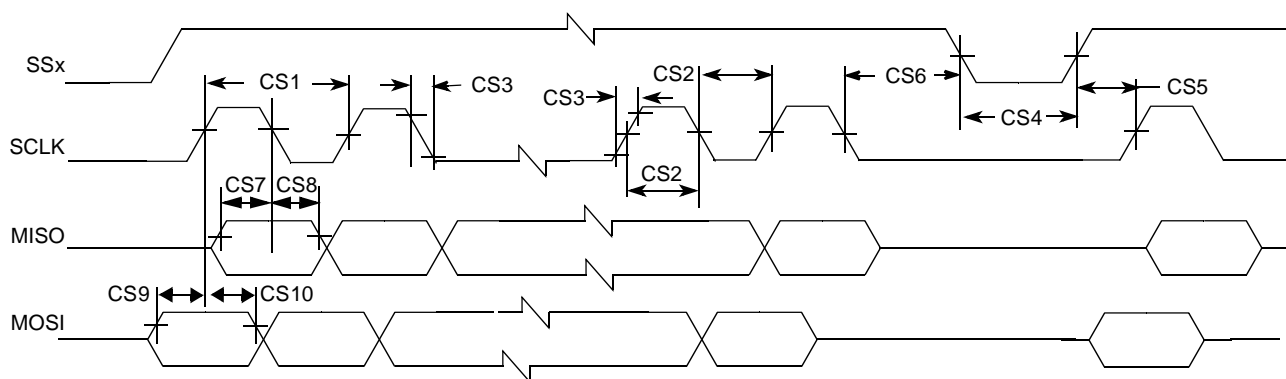 SSx
CS1
CS3
CS3
CS2
CS6
CS5
CS4
SCLK
CS2
CS7
CS8
MISO
CS9
CS10
MOSI